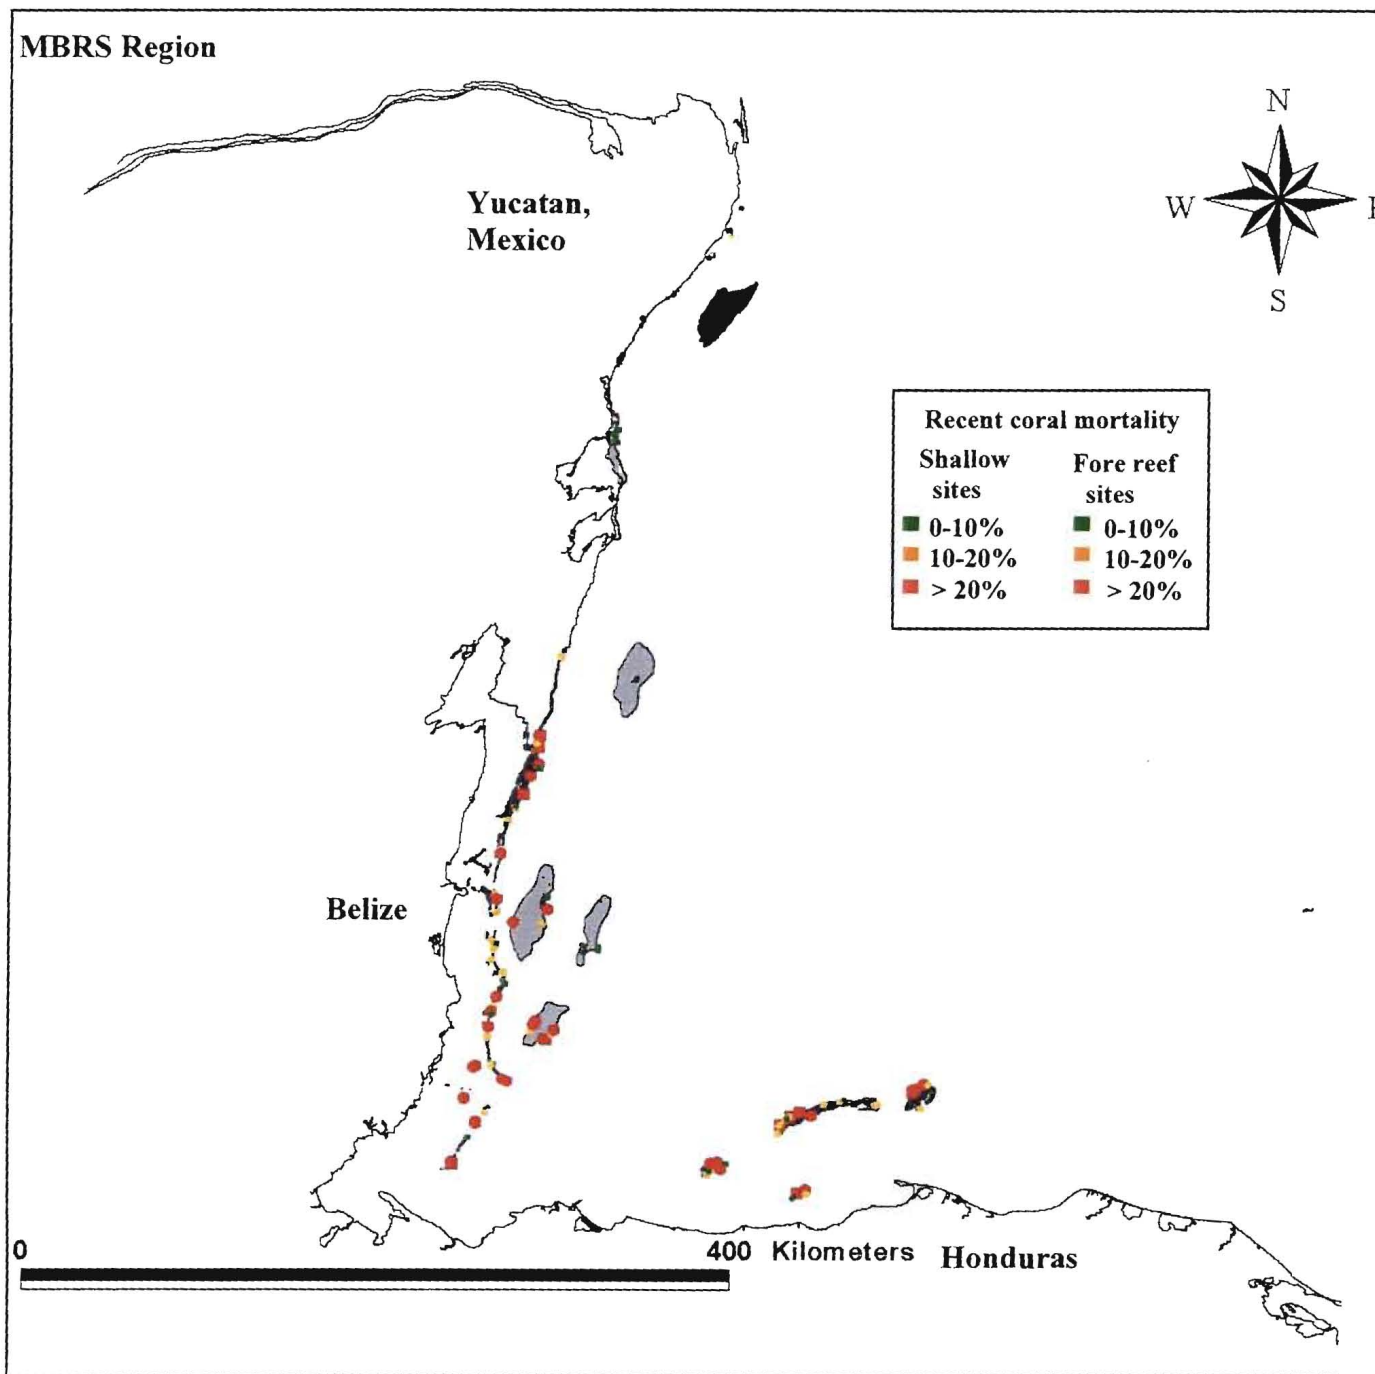 MBRS Region
N
W
S
Yucatan,
Mexico
Recent coral mortality
Shallow
sites
0-10%
10-20%
> 20%
Fore reef
sites
0-10%
10-20%
> 20%
Belize
0
400 Kilometers
Honduras